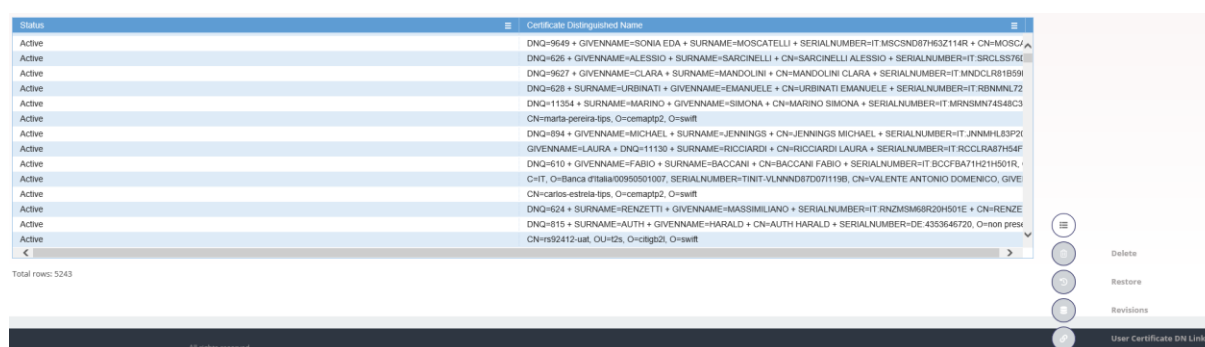 Status Certificate Distinguished Name
Active DNQ=9649 + GIVENNAME=SONIA EDA + SURNAME=MOSCATELLI + SERIALNUMBER=IT:MSCSND87H63Z114R + CN=MOSCA
Active DNQ=626 + GIVENNAME=ALESSIO + SURNAME=SARCINELLI + CN=SARCINELLI ALESSIO + SERIALNUMBER=IT:SRCLSS76D
Active DNQ=9627 + GIVENNAME=CLARA + SURNAME=MANDOLINI + CN=MANDOLINI CLARA + SERIALNUMBER=IT:MNDCLR81B59I
Active DNQ=628 + SURNAME=URBINATI + GIVENNAME=EMANUELE + CN=URBINATI EMANUELE + SERIALNUMBER=IT:RBNMNL72
Active DNQ=11354 + SURNAME=MARINO + GIVENNAME=SIMONA + CN=MARINO SIMONA + SERIALNUMBER=IT:MRNSMN74S48C3
Active CN=marta-pereira-tips, O=cemaptp2, O=swift
Active DNQ=894 + GIVENNAME=MICHAEL + SURNAME=JENNINGS + CN=JENNINGS MICHAEL + SERIALNUMBER=IT:JNNMHL83P20
Active GIVENNAME=LAURA + DNQ=11130 + SURNAME=RICCIARDI + CN=RICCIARDI LAURA + SERIALNUMBER=IT:RCCLRA87H54F
Active DNQ=610 + GIVENNAME=FABIO + SURNAME=BACCANI + CN=BACCANI FABIO + SERIALNUMBER=IT:BCCFBA71H21H501R,
Active C=IT, O=Banca d'Italia/00950501007, SERIALNUMBER=TINIT-VLNNND87D07I119B, CN=VALENTE ANTONIO DOMENICO, GIVE
Active CN=carlos-estrela-tips, O=cemaptp2, O=swift
Active DNQ=624 + SURNAME=RENZETTI + GIVENNAME=MASSIMILIANO + SERIALNUMBER=IT:RNZMSM68R20H501E + CN=RENZE
Active DNQ=815 + SURNAME=AUTH + GIVENNAME=HARALD + CN=AUTH HARALD + SERIALNUMBER=DE:4353646720, O=non prese
Active CN=rs92412-uat, OU=t2s, O=citigb2l, O=swift
Total rows: 5243
Delete
Restore
Revisions
User Certificate DN Link